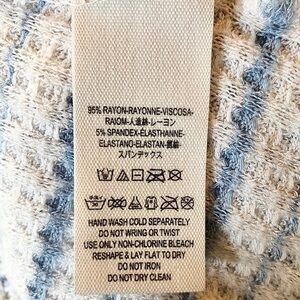 95% RAYON-RAYONNE-VISCOSA-
RAIOM-人造絲-レーヨン
5% SPANDEX-ÉLASTHANNE-
ELASTANO-ELASTAN-
スパンデックス
HAND WASH COLD SEPARATELY
DO NOT WRING OR TWIST
USE ONLY NON-CHLORINE BLEACH
RESHAPE & LAY FLAT TO DRY
DO NOT IRON
DO NOT DRY CLEAN